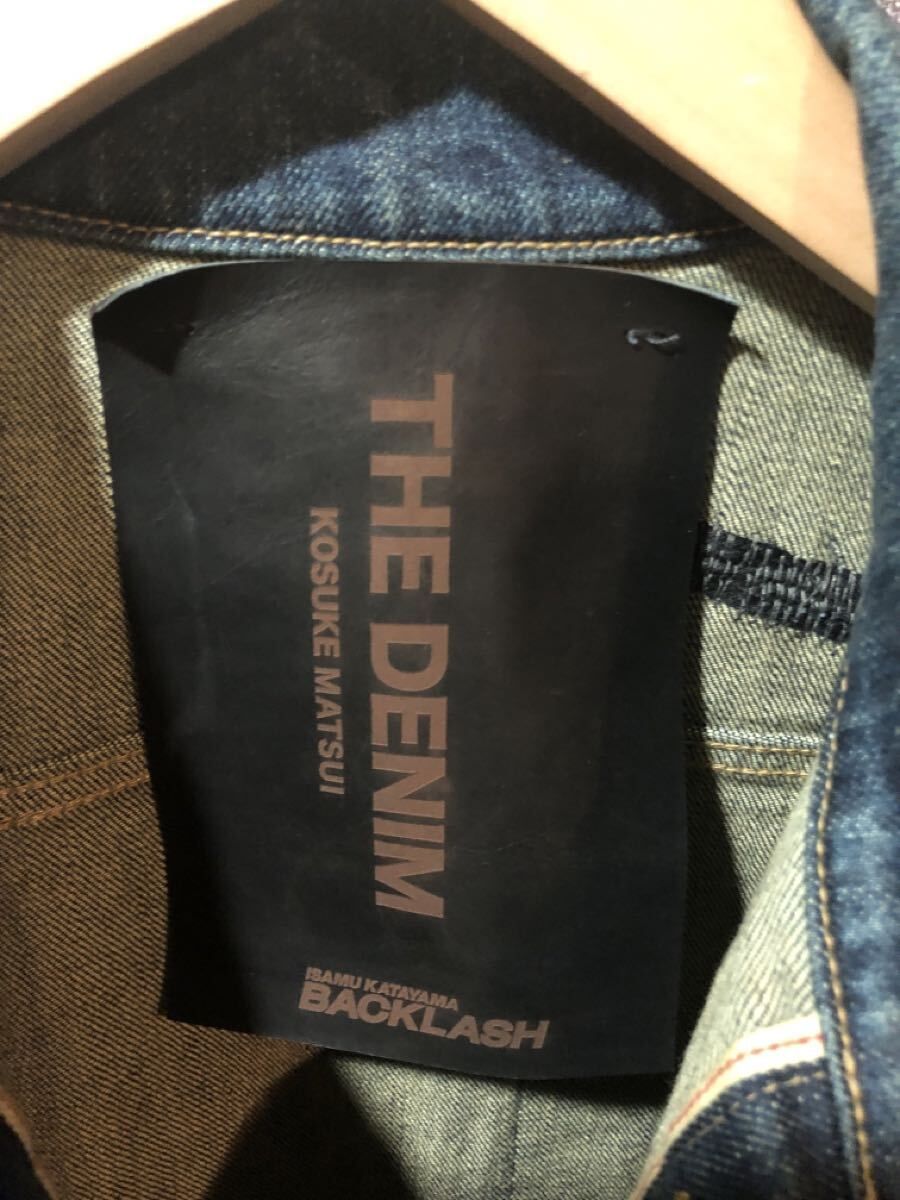 THE DENIM
KOSUKE MATSUI
ISAMU KATAYAMA
BACKLASH